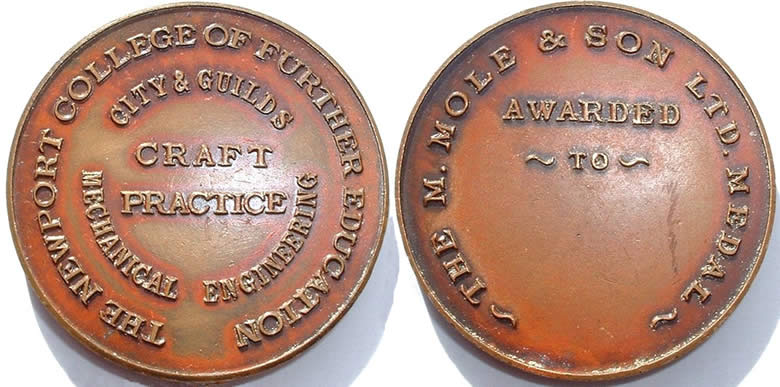 THE NEWPORT COLLEGE OF FURTHER EDUCATION
CITY & GUILDS
CRAFT
PRACTICE
MECHANICAL ENGINEERING
~ THE M. MOLE & SON LTD. MEDAL ~
AWARDED
~ TO ~